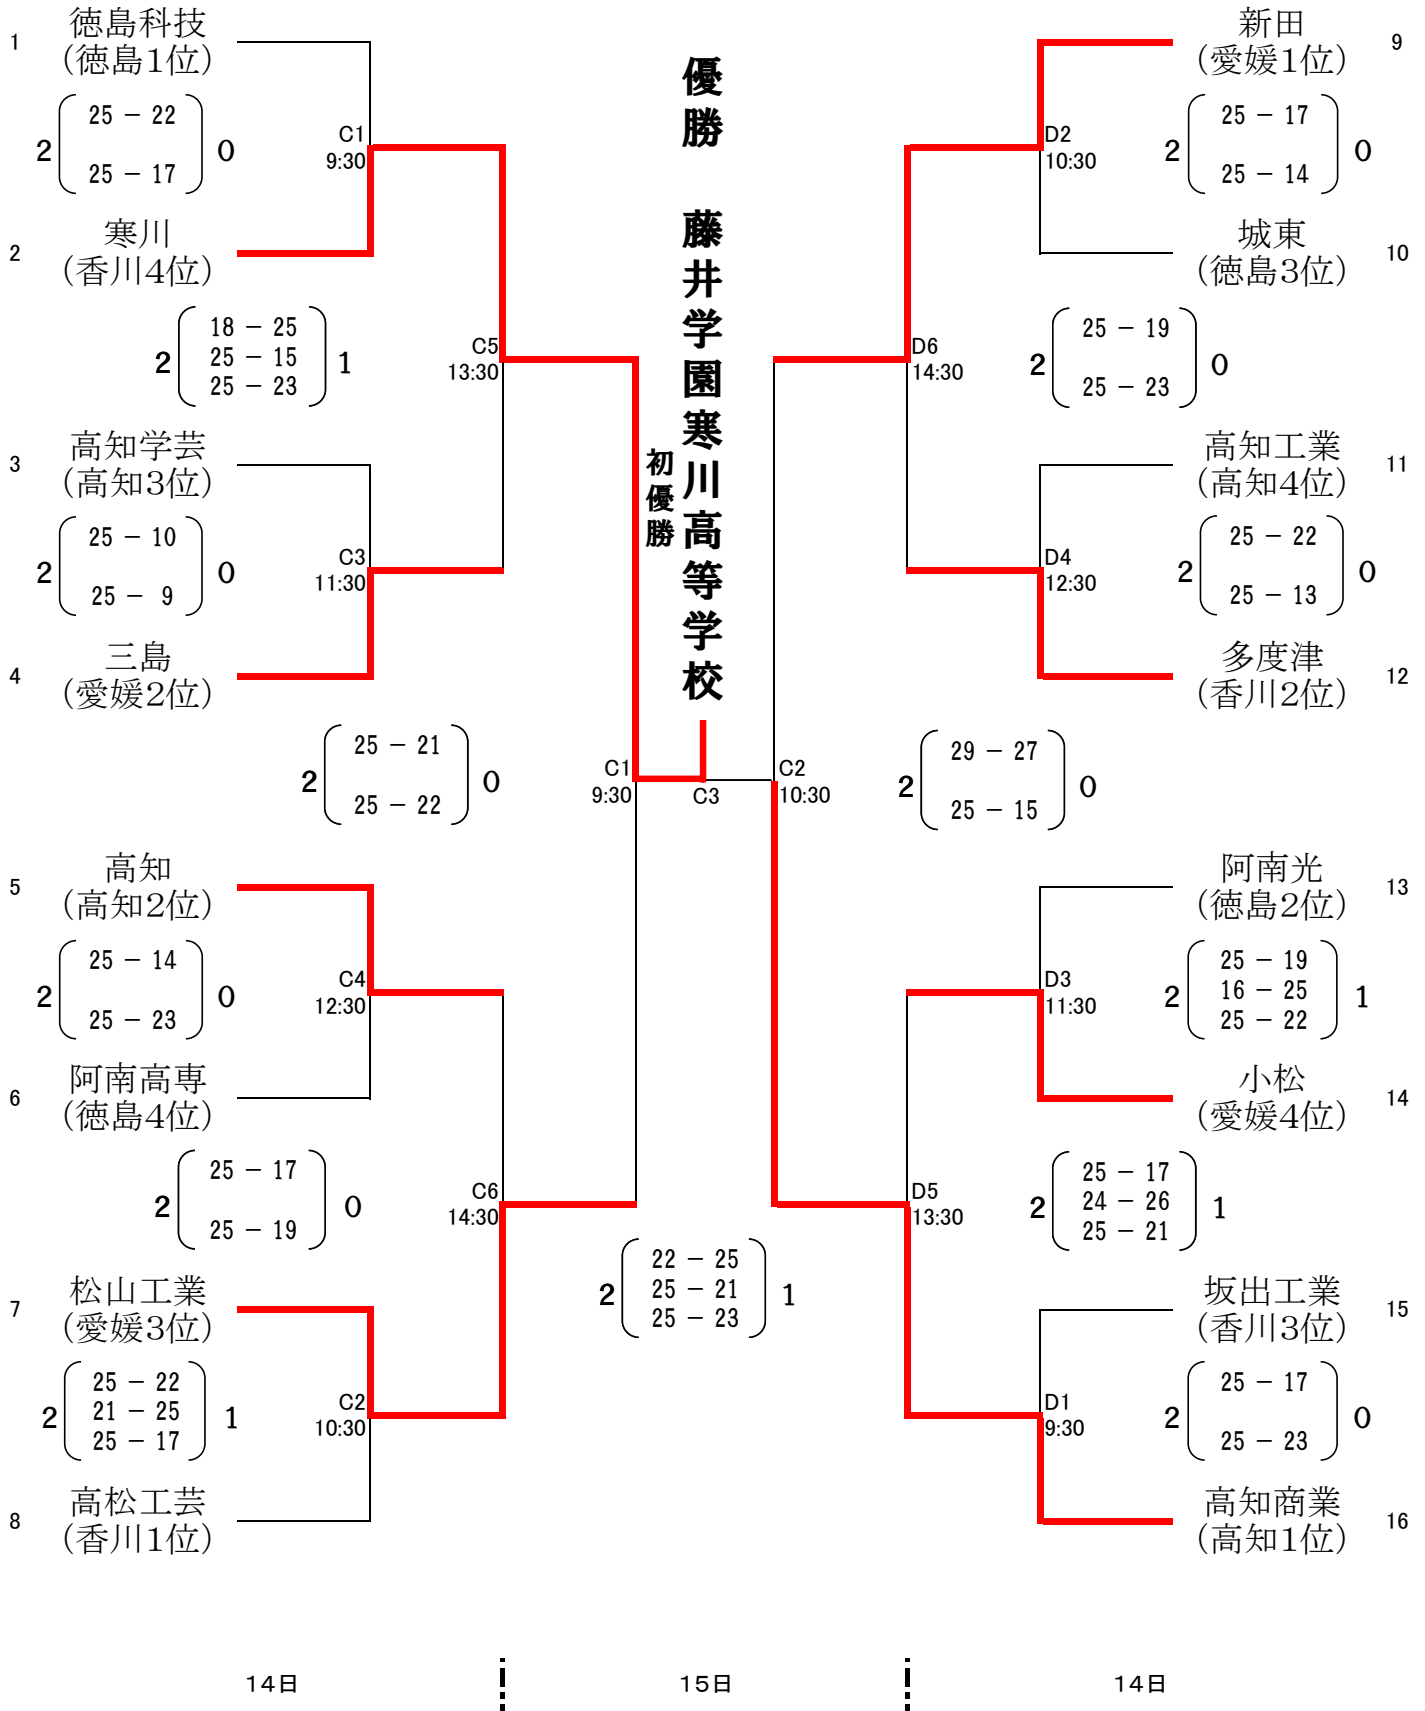 1
徳島科技
(徳島1位)
2
25 − 22
25 − 17
0
C1
9:30
2
寒川
(香川4位)
2
18 − 25
25 − 15
25 − 23
1
C5
13:30
3
高知学芸
(高知3位)
2
25 − 10
25 − 9
0
C3
11:30
4
三島
(愛媛2位)
2
25 − 21
25 − 22
0
C1
9:30
5
高知
(高知2位)
2
25 − 14
25 − 23
0
C4
12:30
6
阿南高専
(徳島4位)
2
25 − 17
25 − 19
0
C6
14:30
7
松山工業
(愛媛3位)
2
25 − 22
21 − 25
25 − 17
1
C2
10:30
8
高松工芸
(香川1位)
優勝 藤井学園寒川高等学校
初優勝
C3
2
22 − 25
25 − 21
25 − 23
1
新田
(愛媛1位)
9
D2
10:30
2
25 − 17
25 − 14
0
城東
(徳島3位)
10
D6
14:30
2
25 − 19
25 − 23
0
高知工業
(高知4位)
11
D4
12:30
2
25 − 22
25 − 13
0
多度津
(香川2位)
12
C2
10:30
2
29 − 27
25 − 15
0
阿南光
(徳島2位)
13
D3
11:30
2
25 − 19
16 − 25
25 − 22
1
小松
(愛媛4位)
14
D5
13:30
2
25 − 17
24 − 26
25 − 21
1
坂出工業
(香川3位)
15
D1
9:30
2
25 − 17
25 − 23
0
高知商業
(高知1位)
16
14日
15日
14日